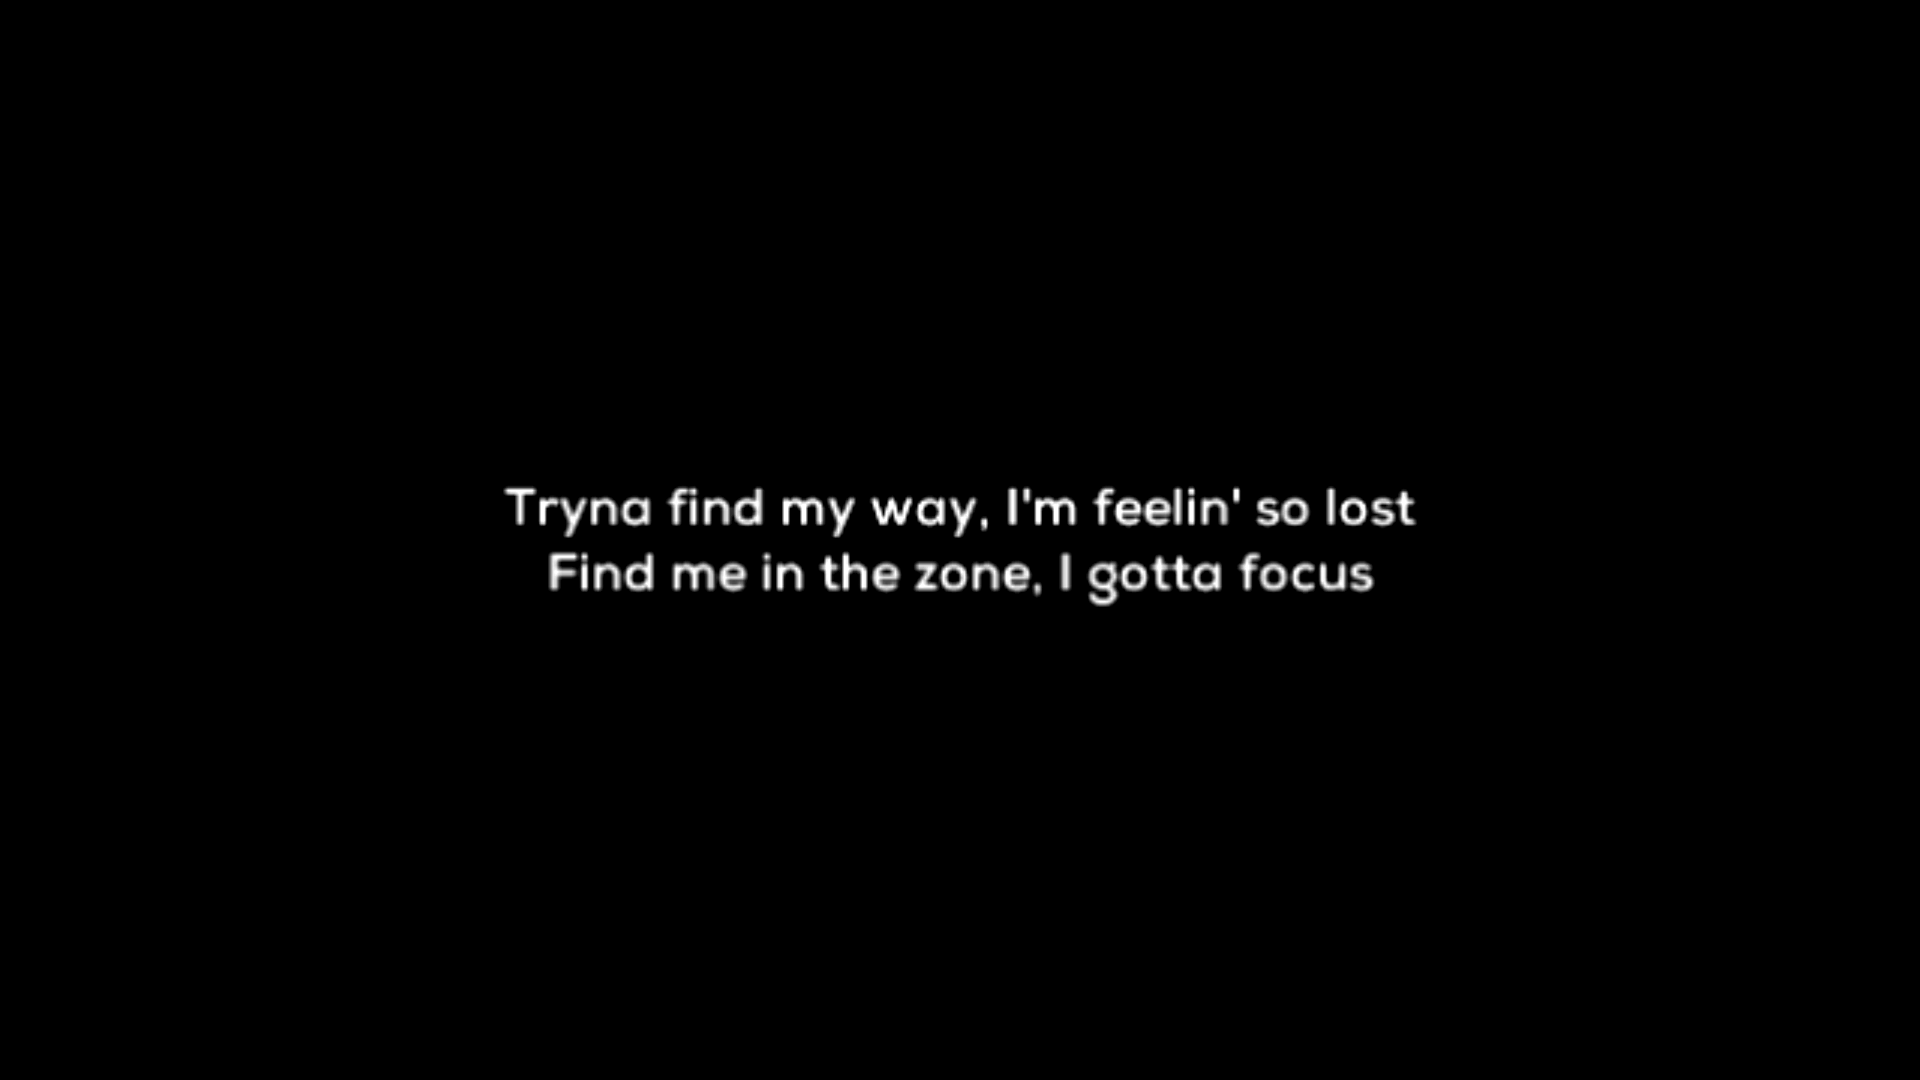 Tryna find my way, I'm feelin' so lost
Find me in the zone, I gotta focus